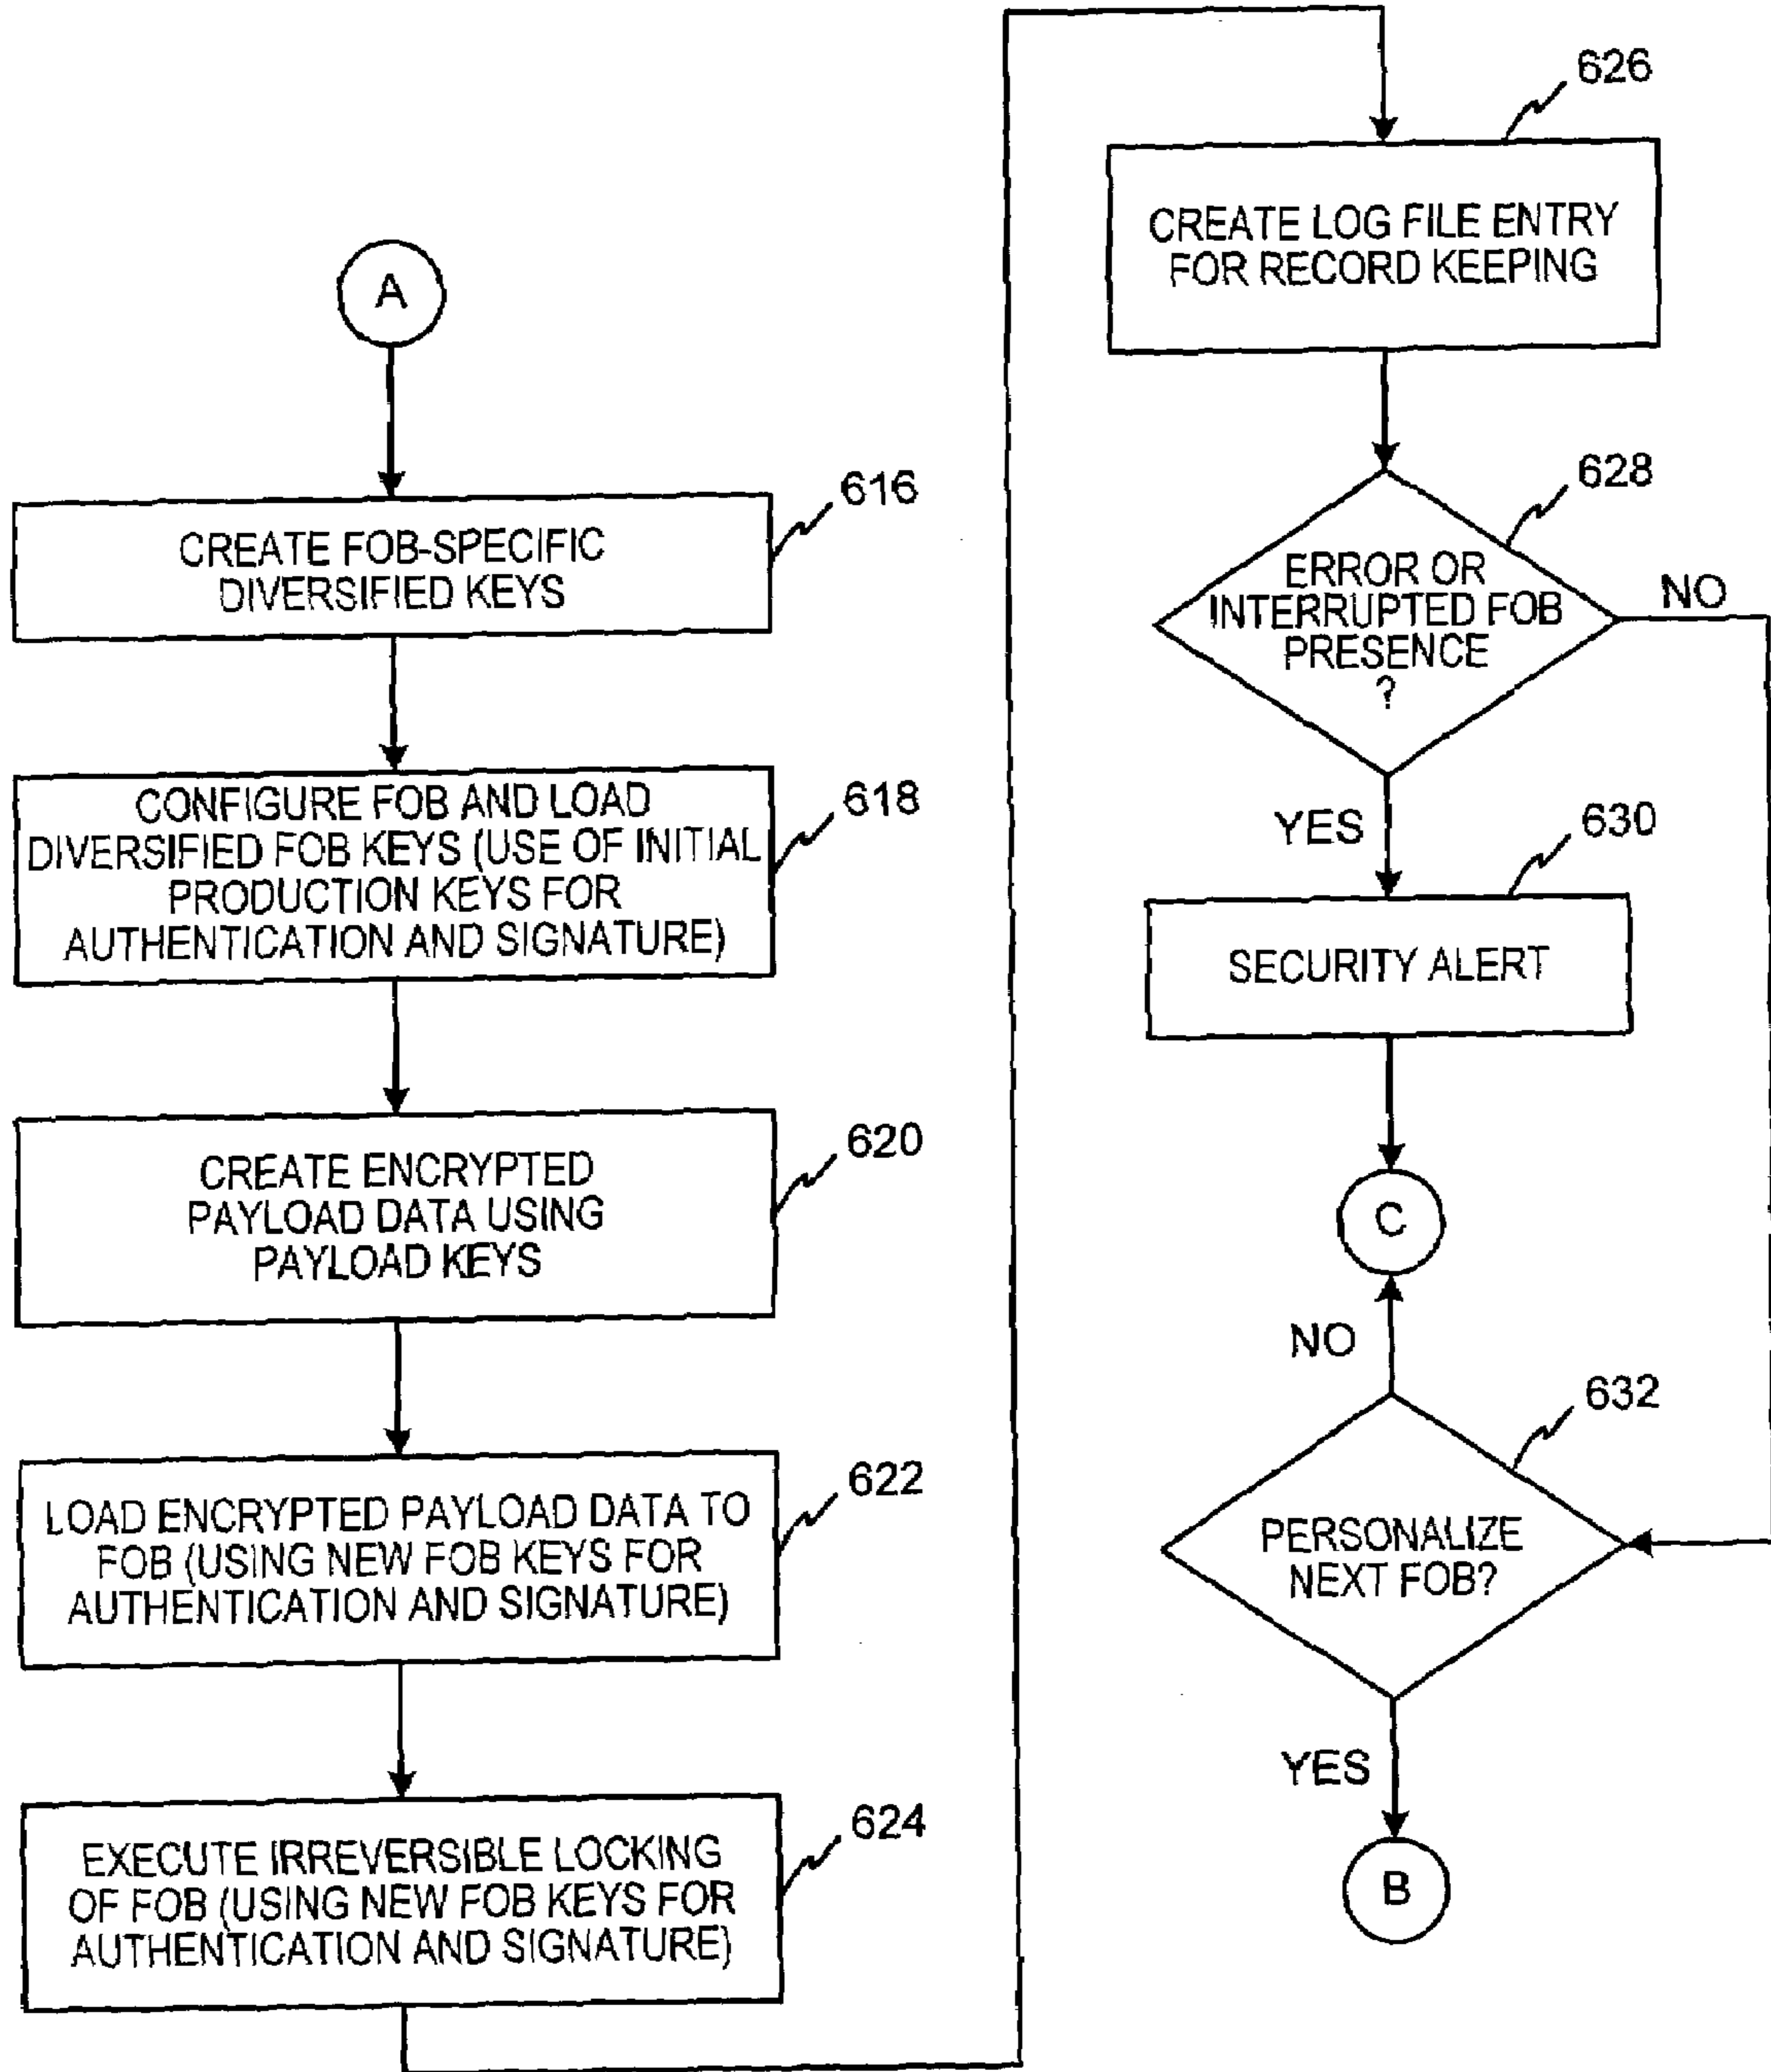 A
616
CREATE FOB-SPECIFIC
DIVERSIFIED KEYS
618
CONFIGURE FOB AND LOAD
DIVERSIFIED FOB KEYS (USE OF INITIAL
PRODUCTION KEYS FOR
AUTHENTICATION AND SIGNATURE)
620
CREATE ENCRYPTED
PAYLOAD DATA USING
PAYLOAD KEYS
622
LOAD ENCRYPTED PAYLOAD DATA TO
FOB (USING NEW FOB KEYS FOR
AUTHENTICATION AND SIGNATURE)
624
EXECUTE IRREVERSIBLE LOCKING
OF FOB (USING NEW FOB KEYS FOR
AUTHENTICATION AND SIGNATURE)
626
CREATE LOG FILE ENTRY
FOR RECORD KEEPING
628
ERROR OR
INTERRUPTED FOB
PRESENCE
?
NO
YES
630
SECURITY ALERT
C
NO
632
PERSONALIZE
NEXT FOB?
YES
B